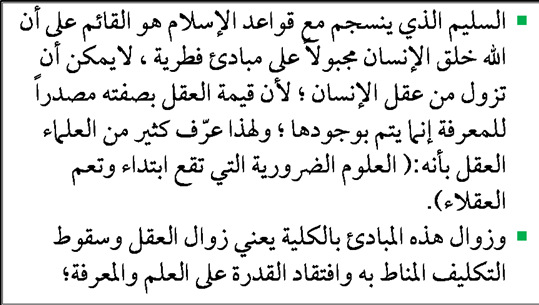 ▪ السليم الذي ينسجم مع قواعد الإسلام هو القائم على أن
الله خلق الإنسان مجبولاً على مبادئ فطرية ، لايمكن أن
تزول من عقل الإنسان ؛ لأن قيمة العقل بصفته مصدراً
للمعرفة إنما يتم بوجودها ؛ ولهذا عرّف كثير من العلماء
العقل بأنه:( العلوم الضرورية التي تقع ابتداء وتعم
العقلاء).
▪ وزوال هذه المبادئ بالكلية يعني زوال العقل وسقوط
التكليف المناط به وافتقاد القدرة على العلم والمعرفة؛